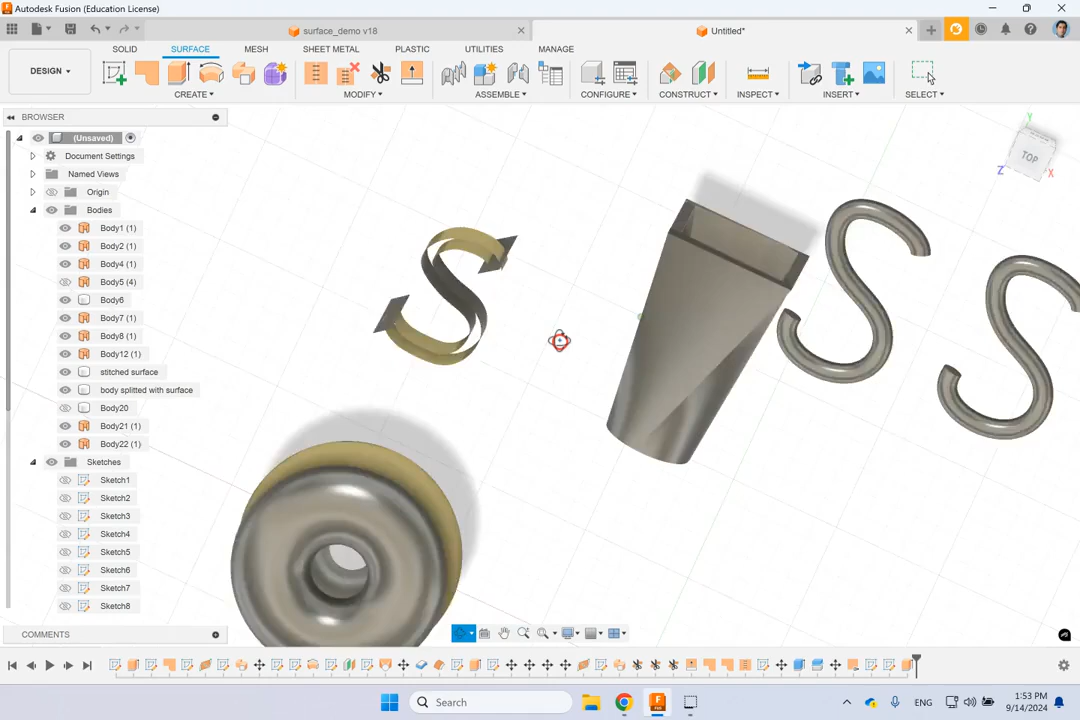 Autodesk Fusion (Education License)
surface_demo v18
Untitled*
DESIGN
SOLID
SURFACE
MESH
SHEET METAL
PLASTIC
UTILITIES
MANAGE
CREATE
MODIFY
ASSEMBLE
CONFIGURE
CONSTRUCT
INSPECT
INSERT
SELECT
BROWSER
(Unsaved)
Document Settings
Named Views
Origin
Bodies
Body1 (1)
Body2 (1)
Body4 (1)
Body5 (4)
Body6
Body7 (1)
Body8 (1)
Body12 (1)
stitched surface
body splitted with surface
Body20
Body21 (1)
Body22 (1)
Sketches
Sketch1
Sketch2
Sketch3
Sketch4
Sketch5
Sketch6
Sketch7
Sketch8
Y
TOP
Z
X
COMMENTS
Search
ENG
1:53 PM
9/14/2024